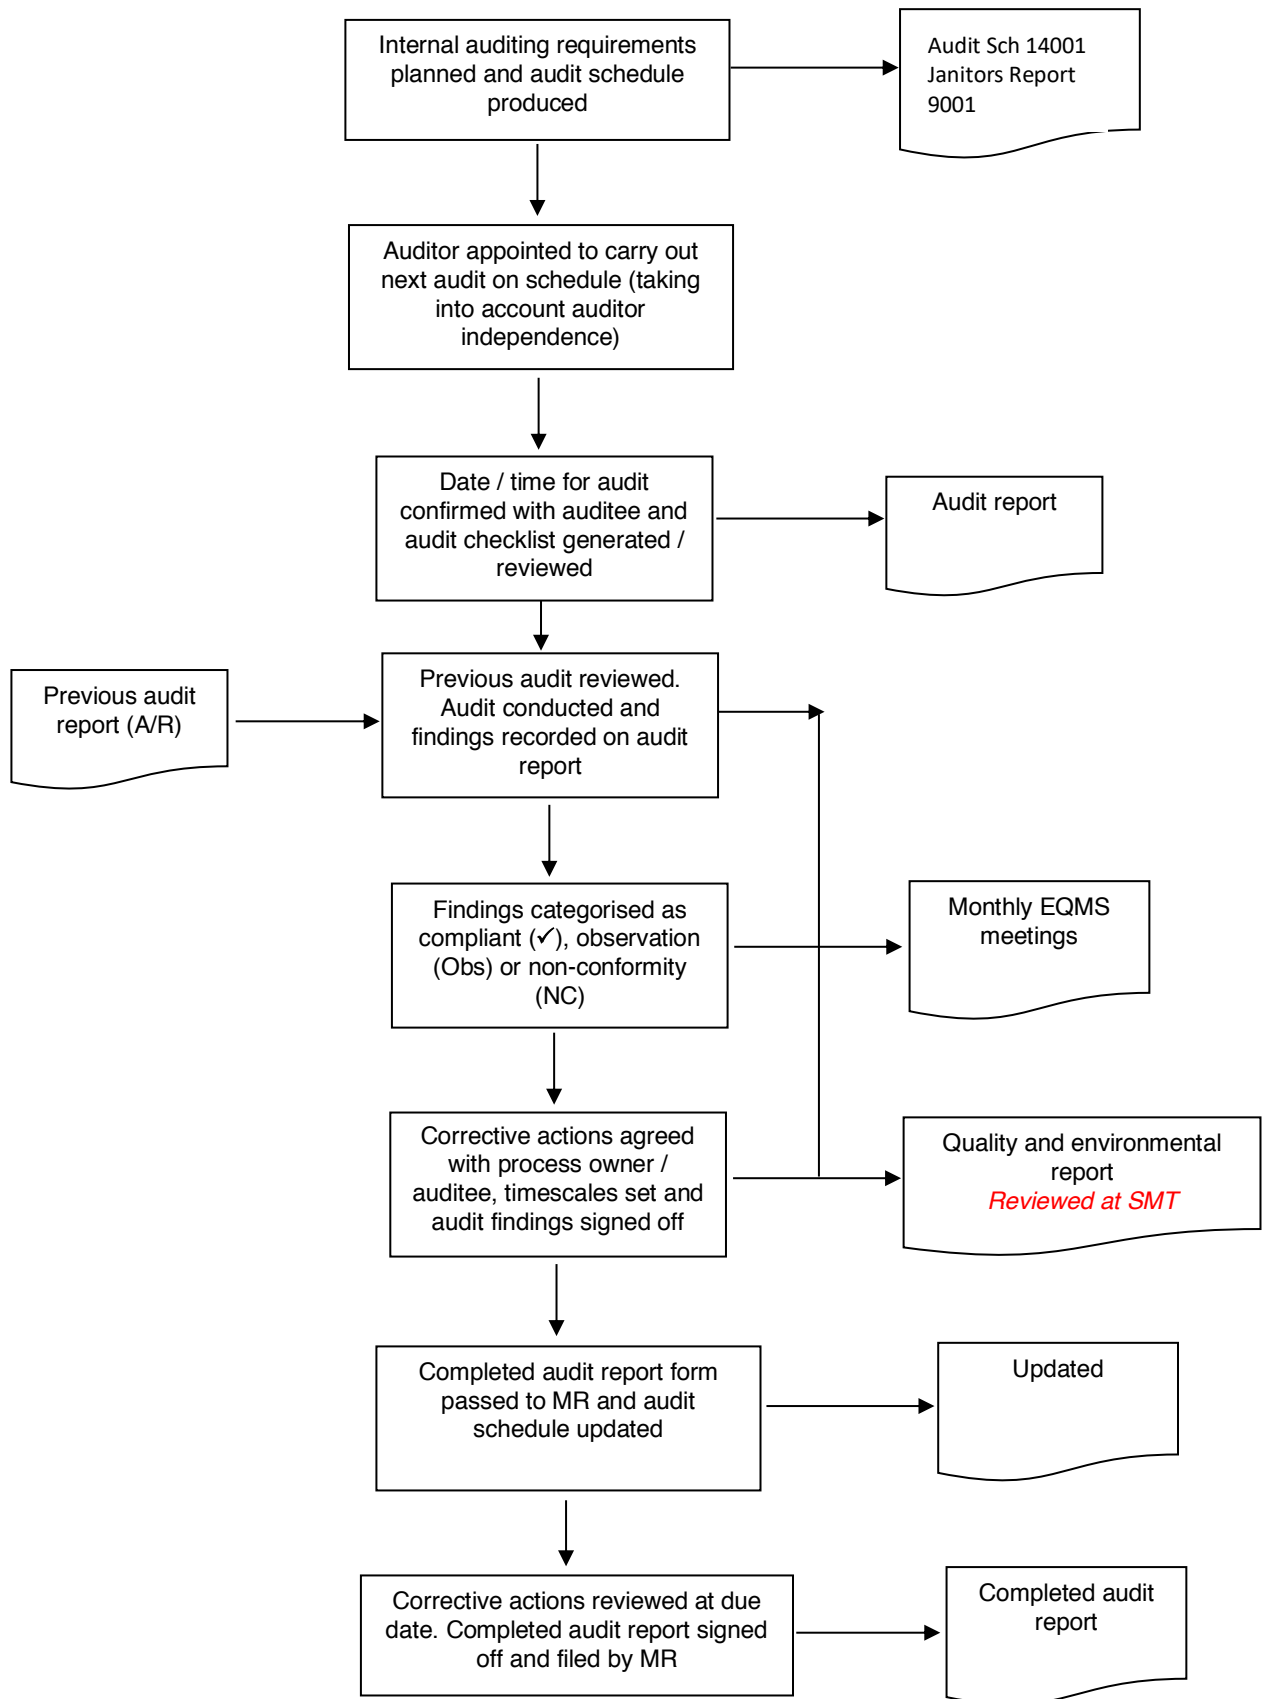 Internal auditing requirements
planned and audit schedule
produced
Audit Sch 14001
Janitors Report
9001
Auditor appointed to carry out
next audit on schedule (taking
into account auditor
independence)
Date / time for audit
confirmed with auditee and
audit checklist generated /
reviewed
Audit report
Previous audit
report (A/R)
Previous audit reviewed.
Audit conducted and
findings recorded on audit
report
Findings categorised as
compliant (✓), observation
(Obs) or non-conformity
(NC)
Monthly EQMS
meetings
Corrective actions agreed
with process owner /
auditee, timescales set and
audit findings signed off
Quality and environmental
report
Reviewed at SMT
Completed audit report form
passed to MR and audit
schedule updated
Updated
Corrective actions reviewed at due
date. Completed audit report signed
off and filed by MR
Completed audit
report